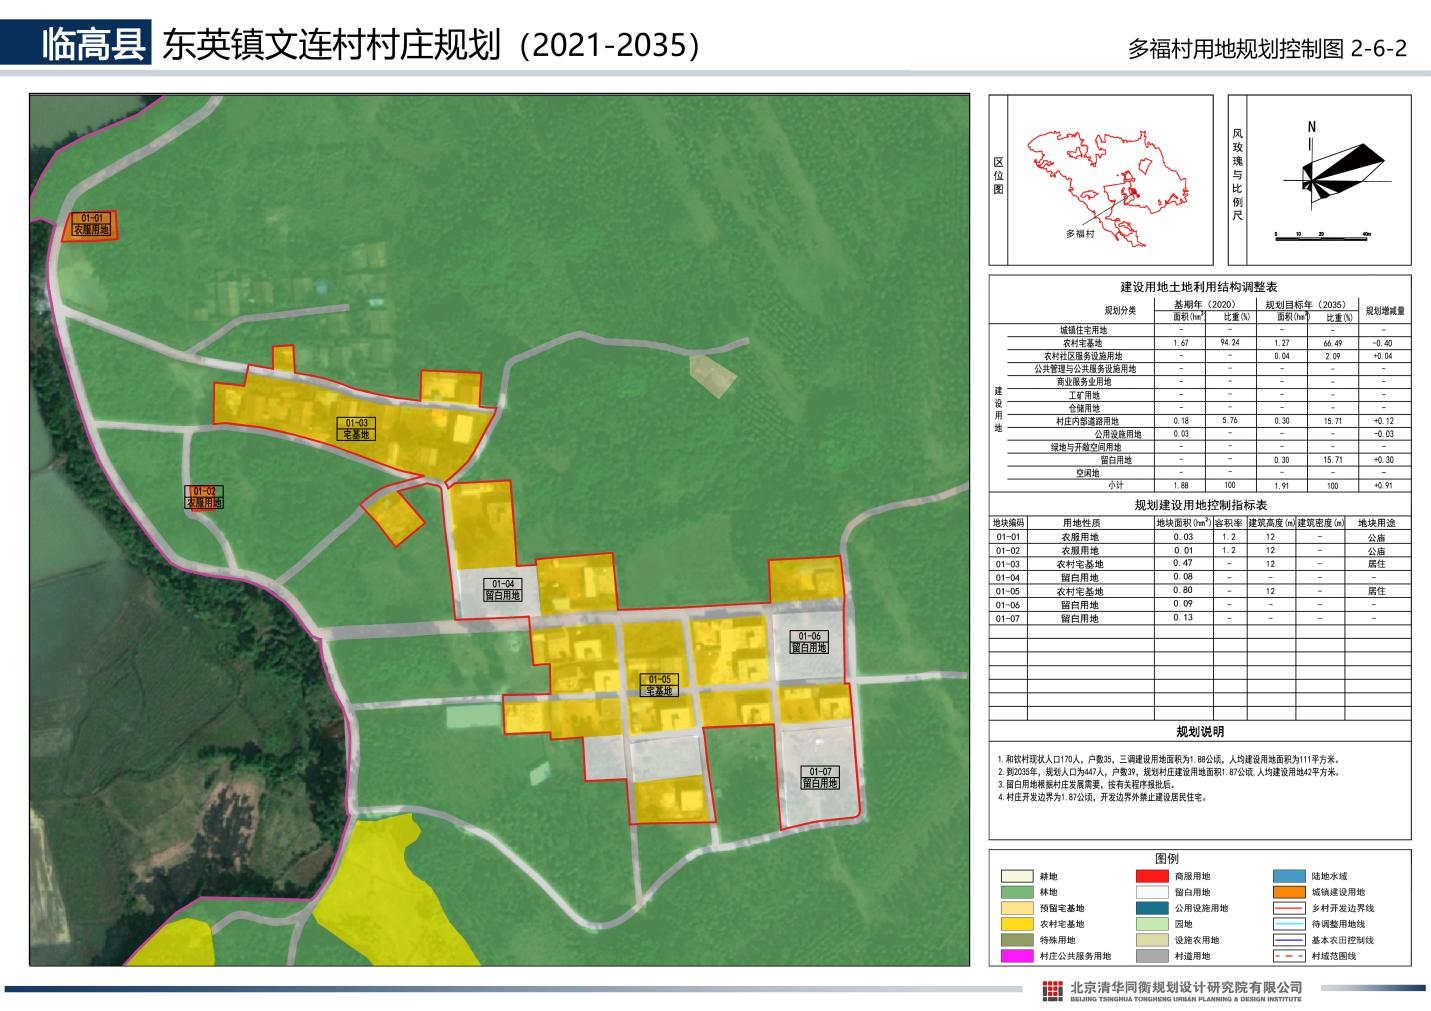 临高县 东英镇文连村村庄规划（2021-2035）
多福村用地规划控制图 2-6-2
01-01
农服用地
01-03
宅基地
01-02
农服用地
01-04
留白用地
01-06
留白用地
01-05
宅基地
01-07
留白用地
区位图
多福村
风玫瑰与比例尺
N
0 10 20 40m
建设用地土地利用结构调整表
规划分类 基期年（2020） 规划目标年（2035） 规划增减量
面积(hm²) 比重(%) 面积(hm²) 比重(%)
建设用地
城镇住宅用地 - - - - -
农村宅基地 1.67 94.24 1.27 66.49 -0.40
农村社区服务设施用地 - - 0.04 2.09 +0.04
公共管理与公共服务设施用地 - - - - -
商业服务业用地 - - - - -
工矿用地 - - - - -
仓储用地 - - - - -
村庄内部道路用地 0.18 5.76 0.30 15.71 +0.12
公用设施用地 0.03 - - - -0.03
绿地与开敞空间用地 - - - - -
留白用地 - - 0.30 15.71 +0.30
空闲地 - - - - -
小计 1.88 100 1.91 100 +0.91
规划建设用地控制指标表
地块编码 用地性质 地块面积(hm²) 容积率 建筑高度(m) 建筑密度(m) 地块用途
01-01 农服用地 0.03 1.2 12 - 公庙
01-02 农服用地 0.01 1.2 12 - 公庙
01-03 农村宅基地 0.47 - 12 - 居住
01-04 留白用地 0.08 - - - -
01-05 农村宅基地 0.80 - 12 - 居住
01-06 留白用地 0.09 - - - -
01-07 留白用地 0.13 - - - -
规划说明
1.和钦村现状人口170人，户数35，三调建设用地面积为1.88公顷，人均建设用地面积为111平方米。
2.到2035年，规划人口为447人，户数39，规划村庄建设用地面积1.87公顷.人均建设用地42平方米。
3.留白用地根据村庄发展需要，按有关程序报批后。
4.村庄开发边界为1.87公顷，开发边界外禁止建设居民住宅。
图例
耕地 商服用地 陆地水域
林地 留白用地 城镇建设用地
预留宅基地 公用设施用地 乡村开发边界线
农村宅基地 园地 待调整用地线
特殊用地 设施农用地 基本农田控制线
村庄公共服务用地 村道用地 村域范围线
北京清华同衡规划设计研究院有限公司
BEIJING TSINGHUA TONGHENG URBAN PLANNING & DESIGN INSTITUTE